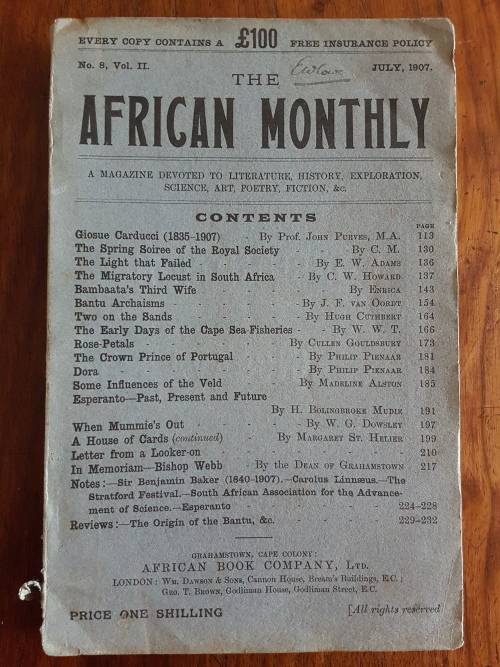 EVERY COPY CONTAINS A £100 FREE INSURANCE POLICY
No. 8, Vol. II. JULY, 1907.
THE
AFRICAN MONTHLY
A MAGAZINE DEVOTED TO LITERATURE, HISTORY, EXPLORATION,
SCIENCE, ART, POETRY, FICTION, &c.
CONTENTS
PAGE
Giosue Carducci (1835-1907) - By Prof. John Purves, M.A. 113
The Spring Soiree of the Royal Society - By C. M. 130
The Light that Failed - By E. W. Adams 136
The Migratory Locust in South Africa - By C. W. Howard 137
Bambaata's Third Wife - By Enrica 143
Bantu Archaisms - By J. F. van Oordt 154
Two on the Sands - By Hugh Cuthbert 164
The Early Days of the Cape Sea-Fisheries - By W. W. T. 166
Rose-Petals - By Cullen Gouldsbury 173
The Crown Prince of Portugal - By Philip Pienaar 181
Dora - By Philip Pienaar 184
Some Influences of the Veld - By Madeline Alston 185
Esperanto—Past, Present and Future
By H. Bolingbroke Mudie 191
When Mummie's Out - By W. G. Dowsley 197
A House of Cards (continued) - By Margaret St. Helier 199
Letter from a Looker-on - 210
In Memoriam—Bishop Webb - By the Dean of Grahamstown 217
Notes:—Sir Benjamin Baker (1840-1907).—Carolus Linnæus.—The
Stratford Festival.—South African Association for the Advance-
ment of Science.—Esperanto - 224-228
Reviews:—The Origin of the Bantu, &c. - 229-232
GRAHAMSTOWN, CAPE COLONY:
AFRICAN BOOK COMPANY, Ltd.
LONDON: Wm. Dawson & Sons, Cannon House, Bream's Buildings, E.C.;
Geo. T. Brown, Godliman House, Godliman Street, E.C.
PRICE ONE SHILLING [All rights reserved